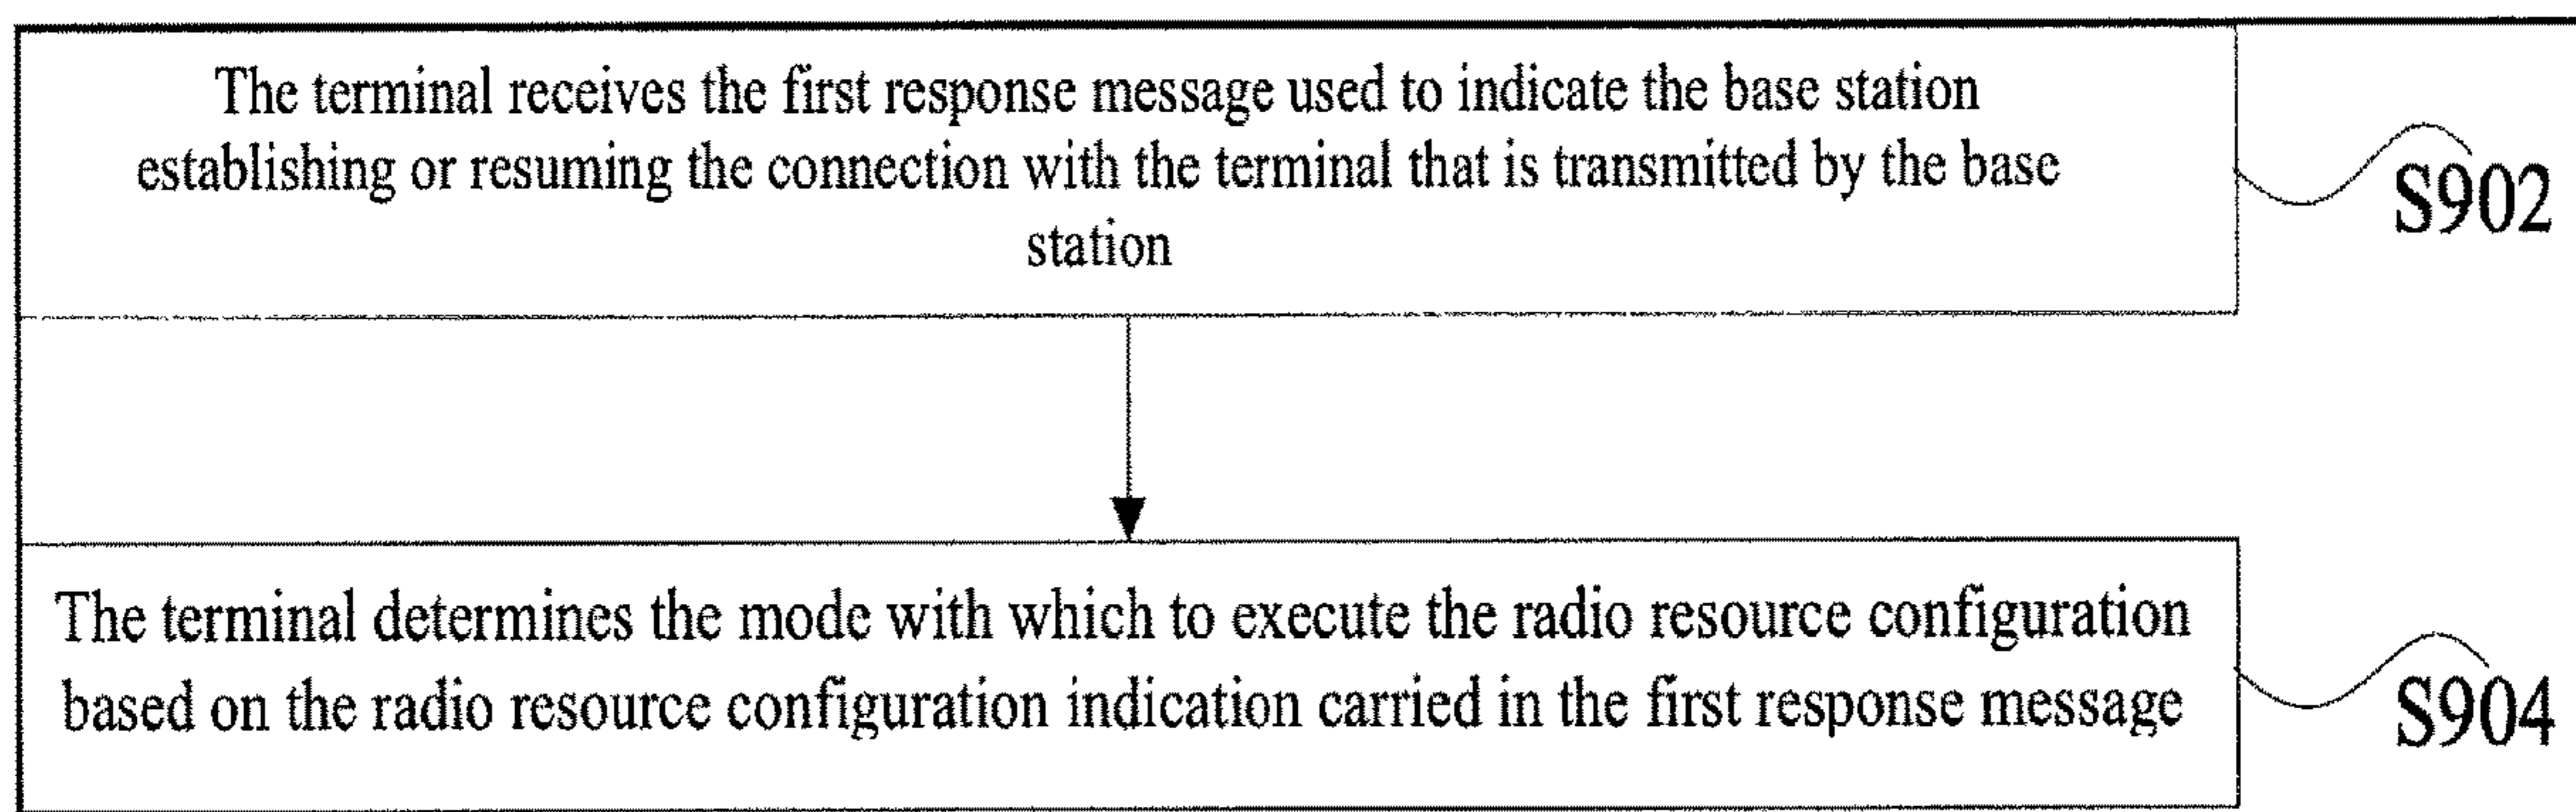 The terminal receives the first response message used to indicate the base station
establishing or resuming the connection with the terminal that is transmitted by the base
station
S902
The terminal determines the mode with which to execute the radio resource configuration
based on the radio resource configuration indication carried in the first response message
S904